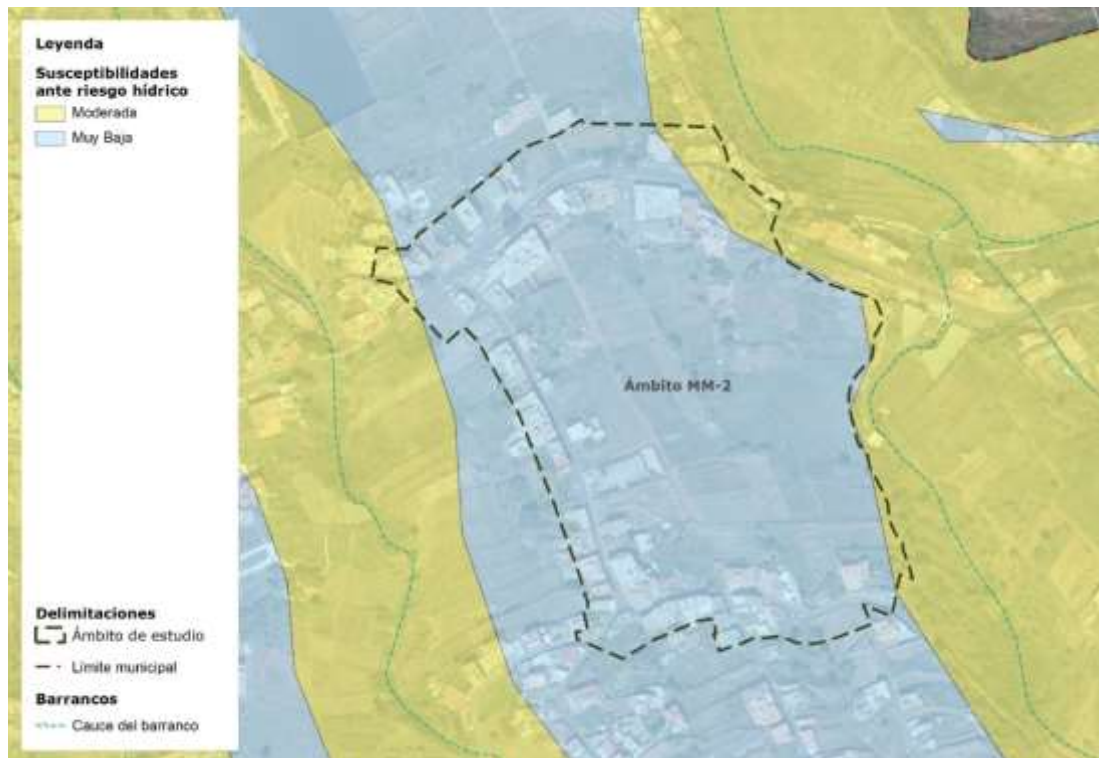 Leyenda
Susceptibilidades
ante riesgo hídrico
Moderada
Muy Baja
Ámbito MM-2
Delimitaciones
Ámbito de estudio
Límite municipal
Barrancos
Cauce del barranco